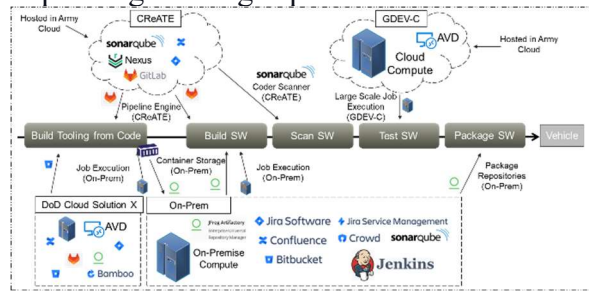 Hosted in Army
Cloud
CReATE
sonarqube
Nexus
GitLab
GDEV-C
AVD
Cloud
Compute
Hosted in Army
Cloud
sonarqube
Coder Scanner
(CReATE)
Pipeline Engine
(CReATE)
Large Scale Job
Execution
(GDEV-C)
Build Tooling from Code
Build SW
Scan SW
Test SW
Package SW
Vehicle
Job Execution
(On-Prem)
Container Storage
(On-Prem)
Job Execution
(On-Prem)
Package
Repositories
(On-Prem)
DoD Cloud Solution X
AVD
Bamboo
On-Prem
JFrog Artifactory
Repository Manager
On-Premise
Compute
Jira Software
Jira Service Management
Confluence
Crowd
sonarqube
Bitbucket
Jenkins